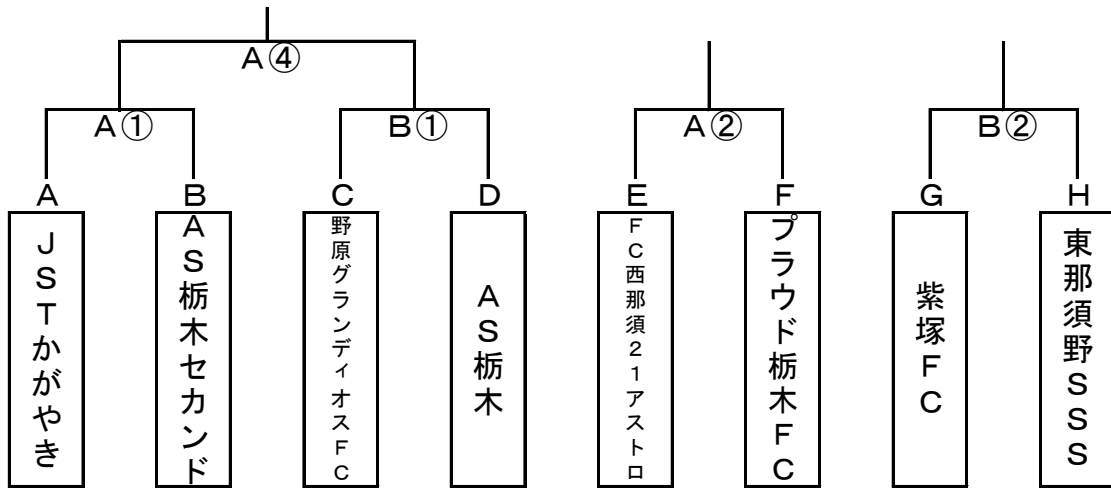 A④
A①
B①
A②
B②
A
B
C
D
E
F
G
H
JSTかがやき
AS栃木セカンド
野原グランディオスFC
AS栃木
FC西那須21アストロ
プラウド栃木FC
紫塚FC
東那須野SSS